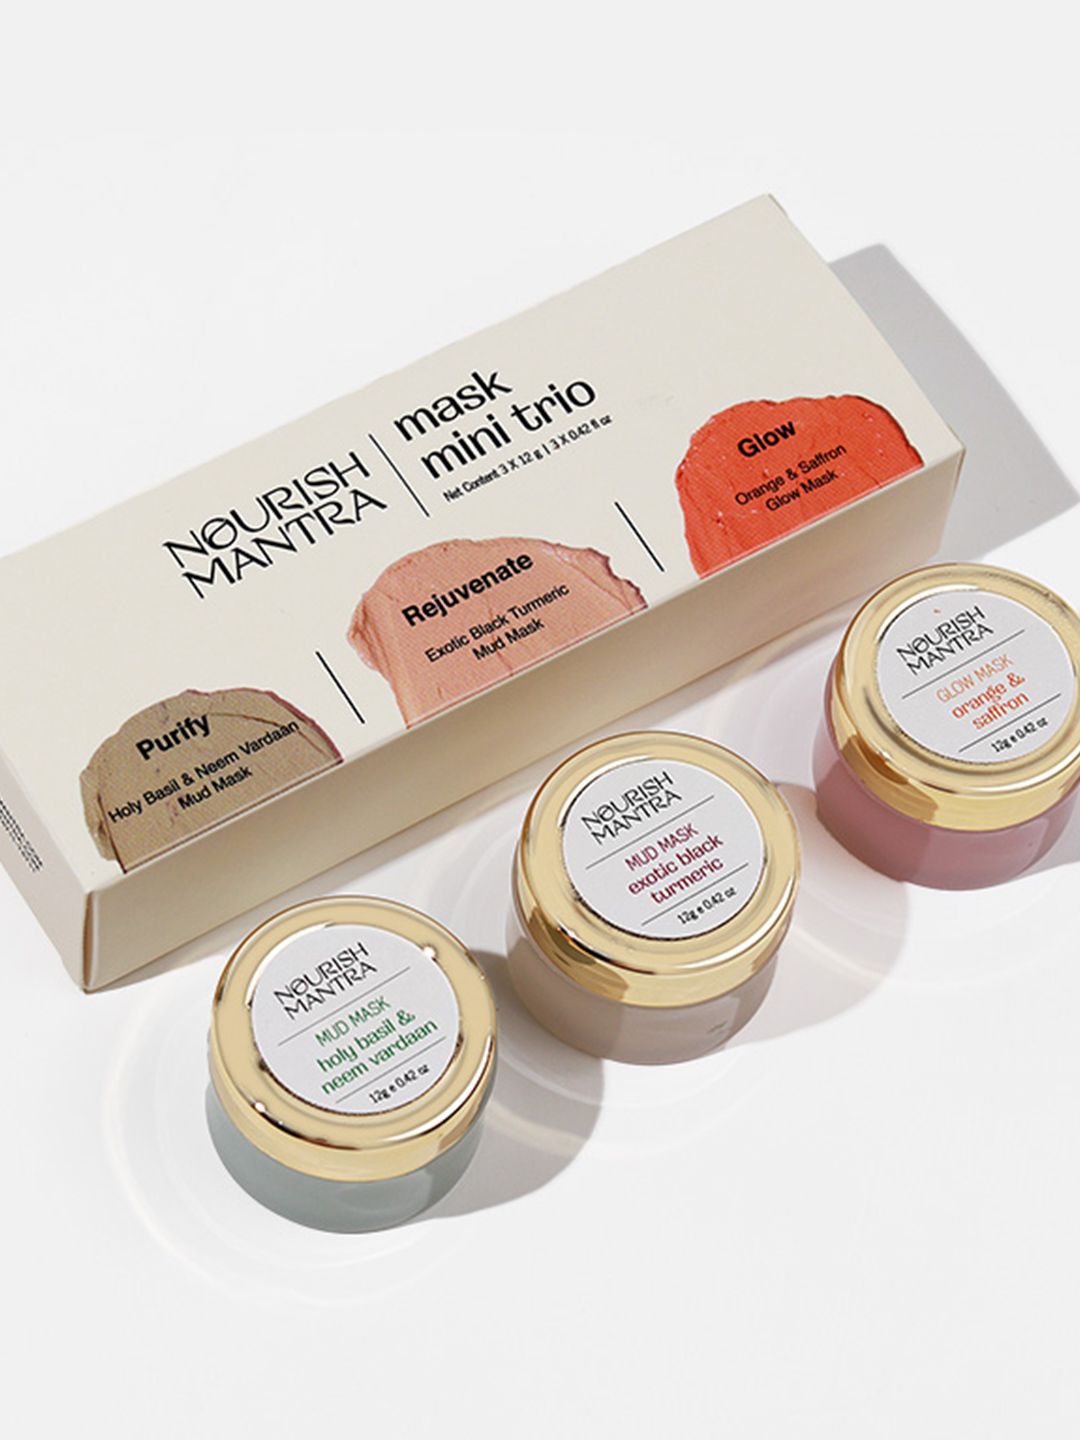 NOURISH
MANTRA
mask
mini trio
Net Content 3 X 12 g | 3 X 0.42 fl oz
Purify
Holy Basil & Neem Vardaan
Mud Mask
Rejuvenate
Exotic Black Turmeric
Mud Mask
Glow
Orange & Saffron
Glow Mask
NOURISH
MANTRA
MUD MASK
holy basil &
neem vardaan
12g e 0.42 oz
NOURISH
MANTRA
MUD MASK
exotic black
turmeric
12g e 0.42 oz
NOURISH
MANTRA
GLOW MASK
orange &
saffron
12g e 0.42 oz